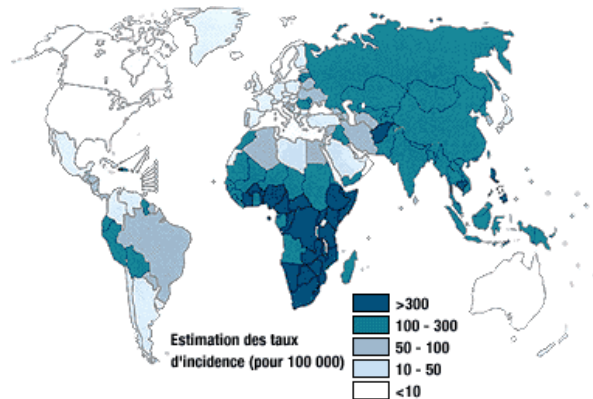 >300
100 - 300
50 - 100
10 - 50
<10
Estimation des taux
d'incidence (pour 100 000)